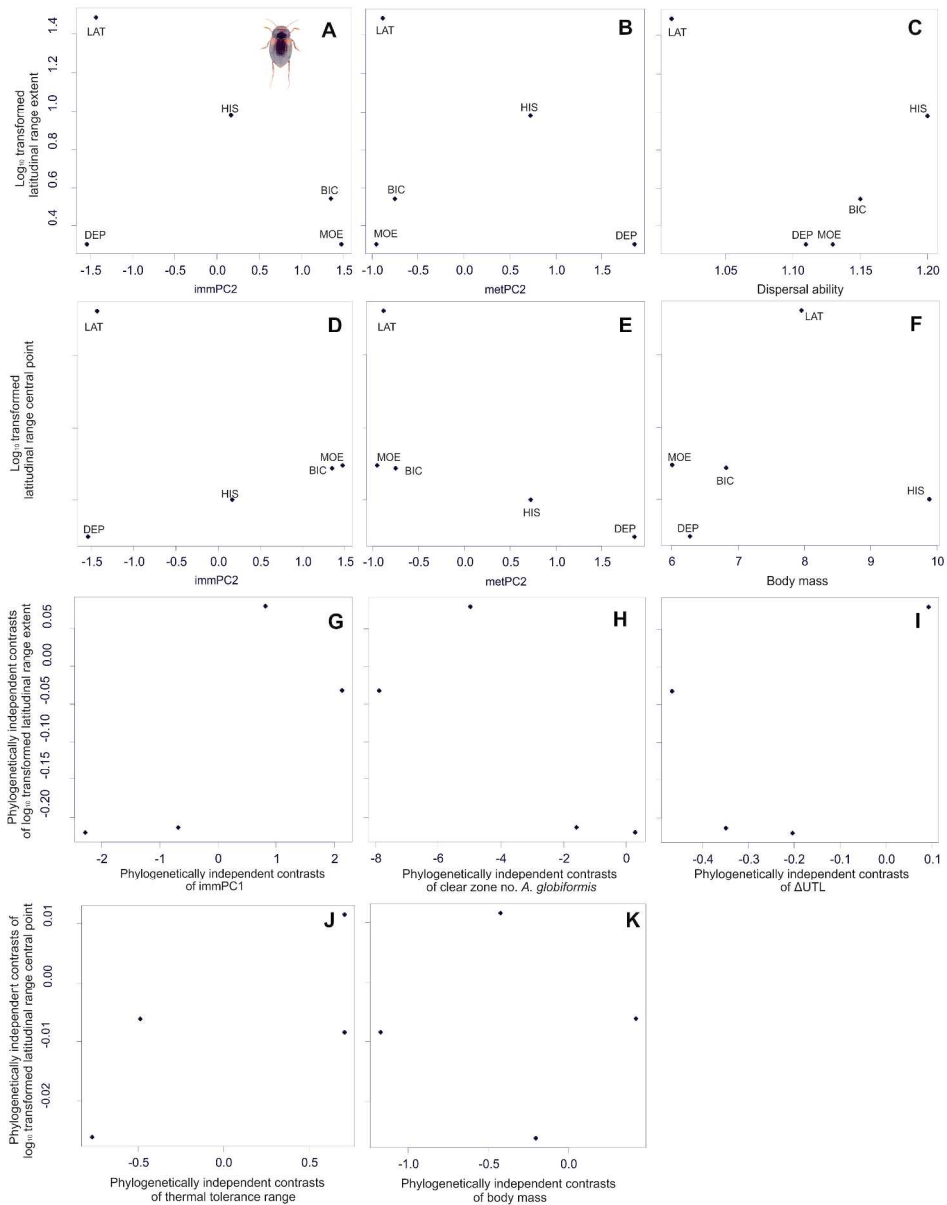 Log₁₀ transformed
latitudinal range extent
1.4
1.2
1.0
0.8
0.6
0.4
A
LAT
HIS
BIC
DEP
MOE
-1.5 -1.0 0.0 0.5 1.0 1.5
immPC2
B
LAT
HIS
BIC
MOE
DEP
-1.0 0.0 0.5 1.0 1.5
metPC2
C
LAT
HIS
BIC
DEP MOE
1.05 1.10 1.15 1.20
Dispersal ability
Log₁₀ transformed
latitudinal range central point
D
LAT
MOE
BIC
HIS
DEP
-1.5 -1.0 0.0 0.5 1.0 1.5
immPC2
E
LAT
MOE
BIC
HIS
DEP
-1.0 0.0 0.5 1.0 1.5
metPC2
F
LAT
MOE
BIC
HIS
DEP
6 7 8 9 10
Body mass
Phylogenetically independent contrasts
of log₁₀ transformed latitudinal range extent
0.05
0.00
-0.05
-0.10
-0.15
-0.20
G
-2 -1 0 1 2
Phylogenetically independent contrasts
of immPC1
H
-8 -6 -4 -2 0
Phylogenetically independent contrasts
of clear zone no. A. globiformis
I
-0.4 -0.3 -0.2 0.0 0.1
Phylogenetically independent contrasts
of ΔUTL
Phylogenetically independent contrasts of
log₁₀ transformed latitudinal range central point
0.01
0.00
-0.01
-0.02
J
-0.5 0.0 0.5
Phylogenetically independent contrasts
of thermal tolerance range
K
-1.0 -0.5 0.0
Phylogenetically independent contrasts
of body mass